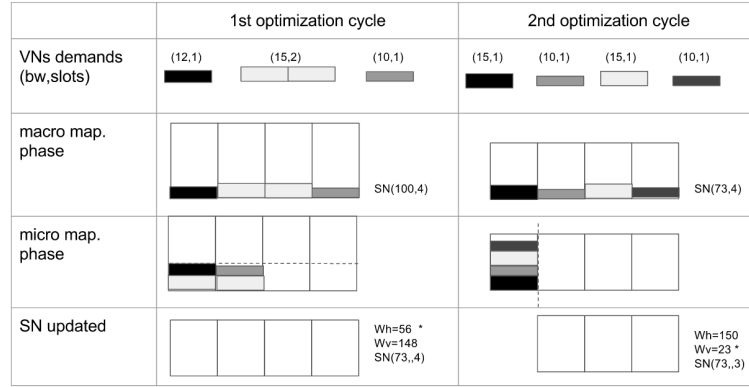 1st optimization cycle
2nd optimization cycle
VNs demands
(bw,slots)
(12,1)
(15,2)
(10,1)
(15,1)
(10,1)
(15,1)
(10,1)
macro map.
phase
SN(100,4)
SN(73,4)
micro map.
phase
SN updated
Wh=56 *
Wv=148
SN(73,,4)
Wh=150
Wv=23 *
SN(73,,3)